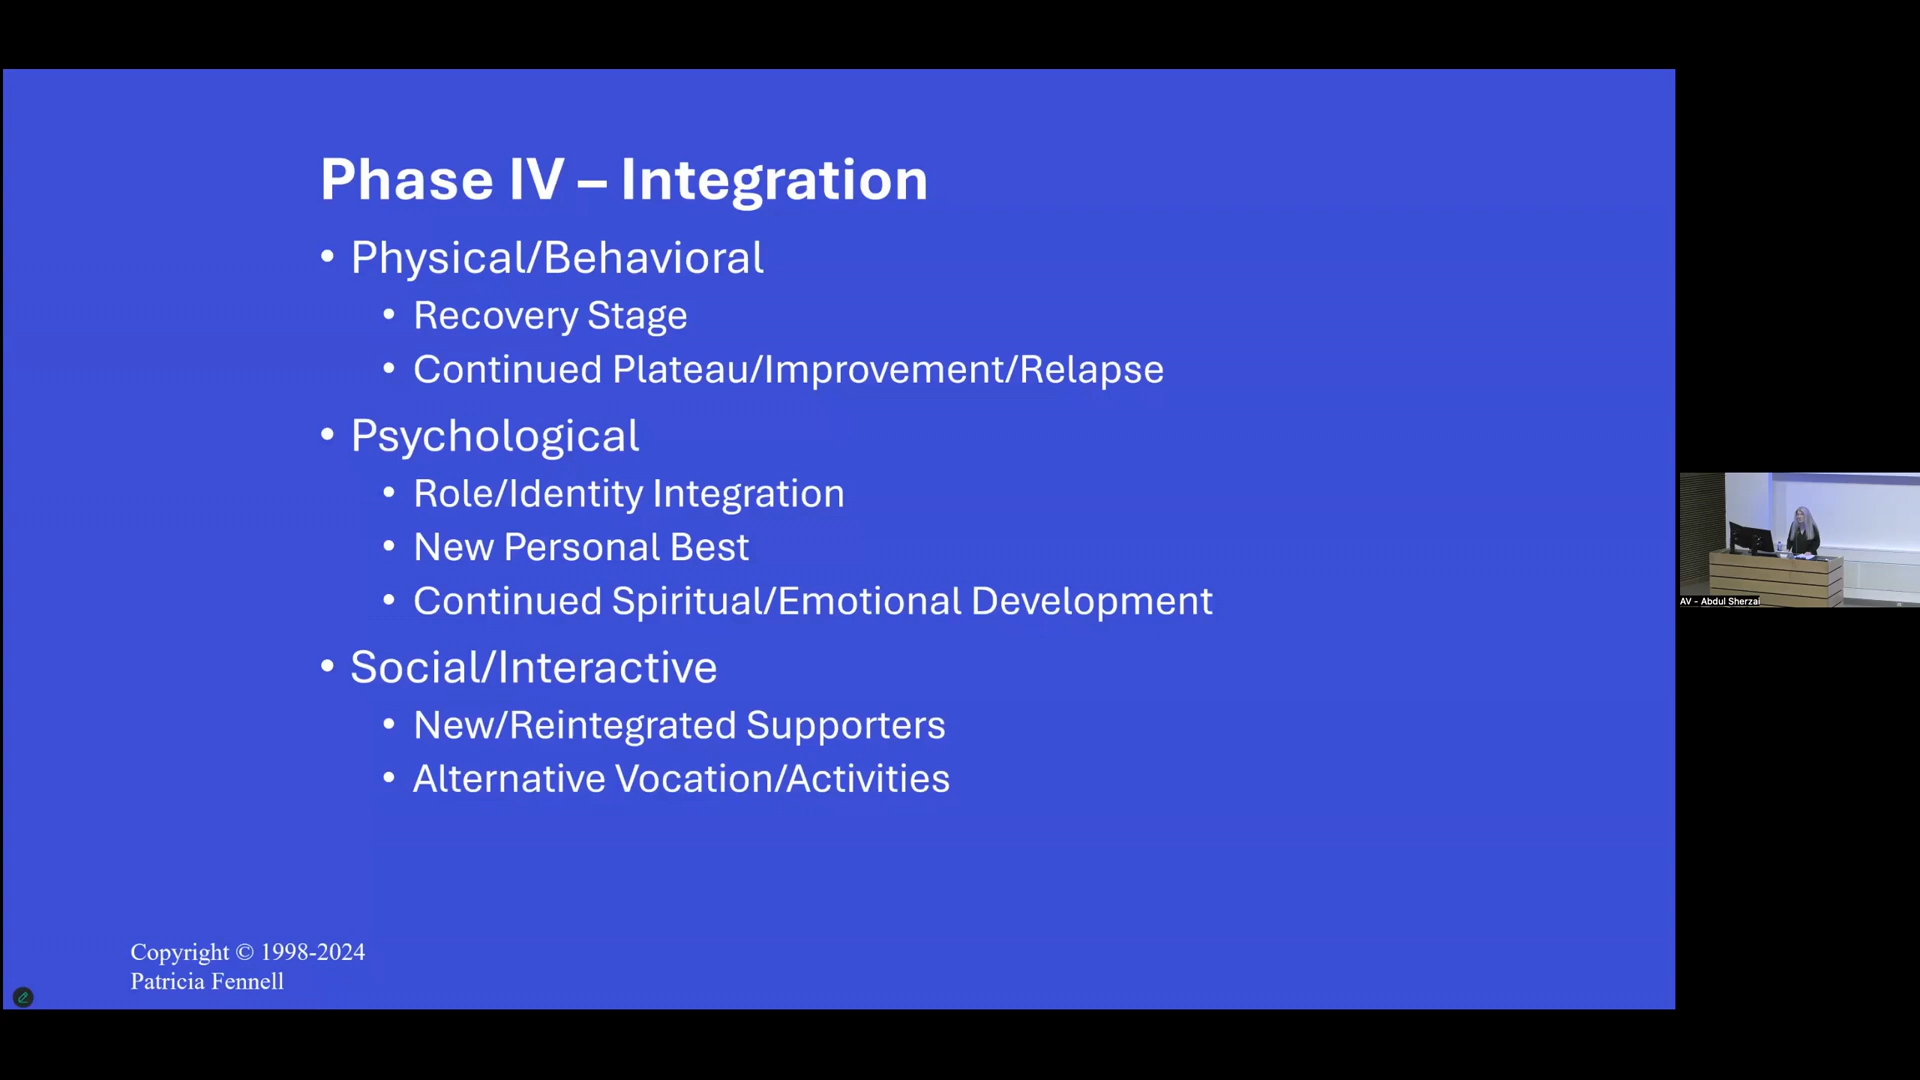 Phase IV – Integration
• Physical/Behavioral
• Recovery Stage
• Continued Plateau/Improvement/Relapse
• Psychological
• Role/Identity Integration
• New Personal Best
• Continued Spiritual/Emotional Development
• Social/Interactive
• New/Reintegrated Supporters
• Alternative Vocation/Activities
Copyright © 1998-2024
Patricia Fennell
AV - Abdul Sherzai